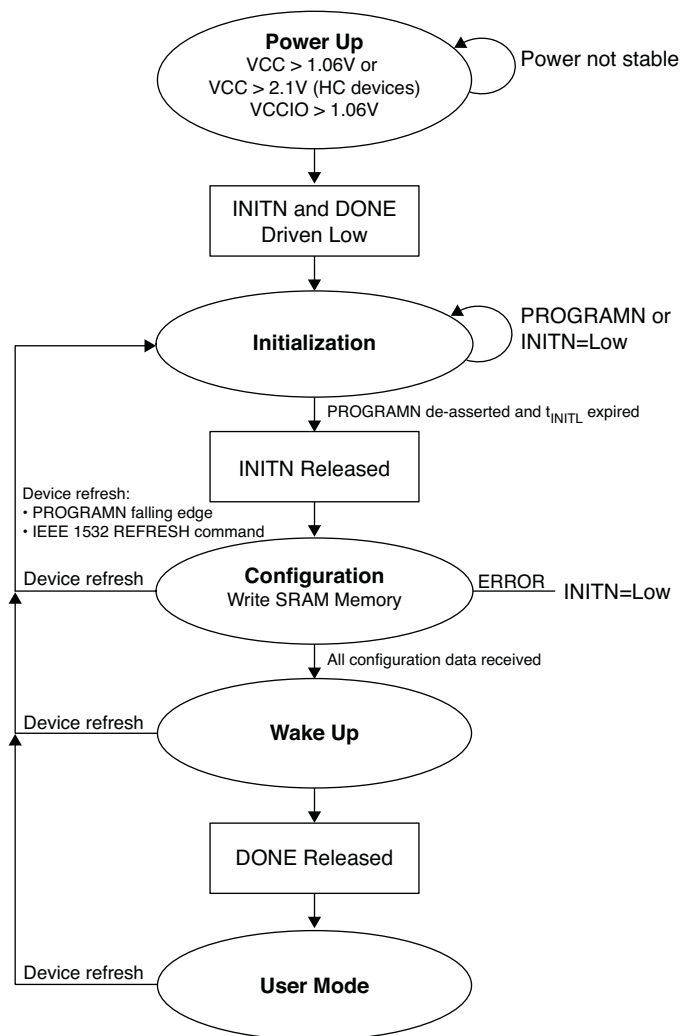 Power Up
VCC > 1.06V or
VCC > 2.1V (HC devices)
VCCIO > 1.06V
Power not stable
INITN and DONE
Driven Low
Initialization
PROGRAMN or
INITN=Low
PROGRAMN de-asserted and tINITL expired
INITN Released
Device refresh:
• PROGRAMN falling edge
• IEEE 1532 REFRESH command
Device refresh
Configuration
Write SRAM Memory
ERROR
INITN=Low
All configuration data received
Device refresh
Wake Up
DONE Released
Device refresh
User Mode